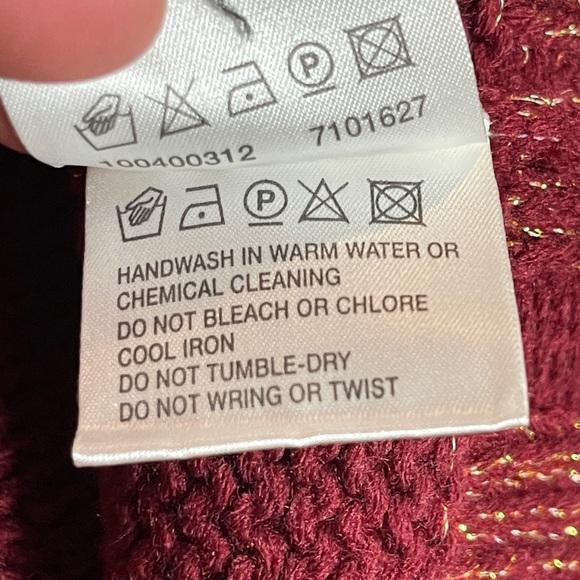 P
100400312 7101627
P
HANDWASH IN WARM WATER OR
CHEMICAL CLEANING
DO NOT BLEACH OR CHLORE
COOL IRON
DO NOT TUMBLE-DRY
DO NOT WRING OR TWIST